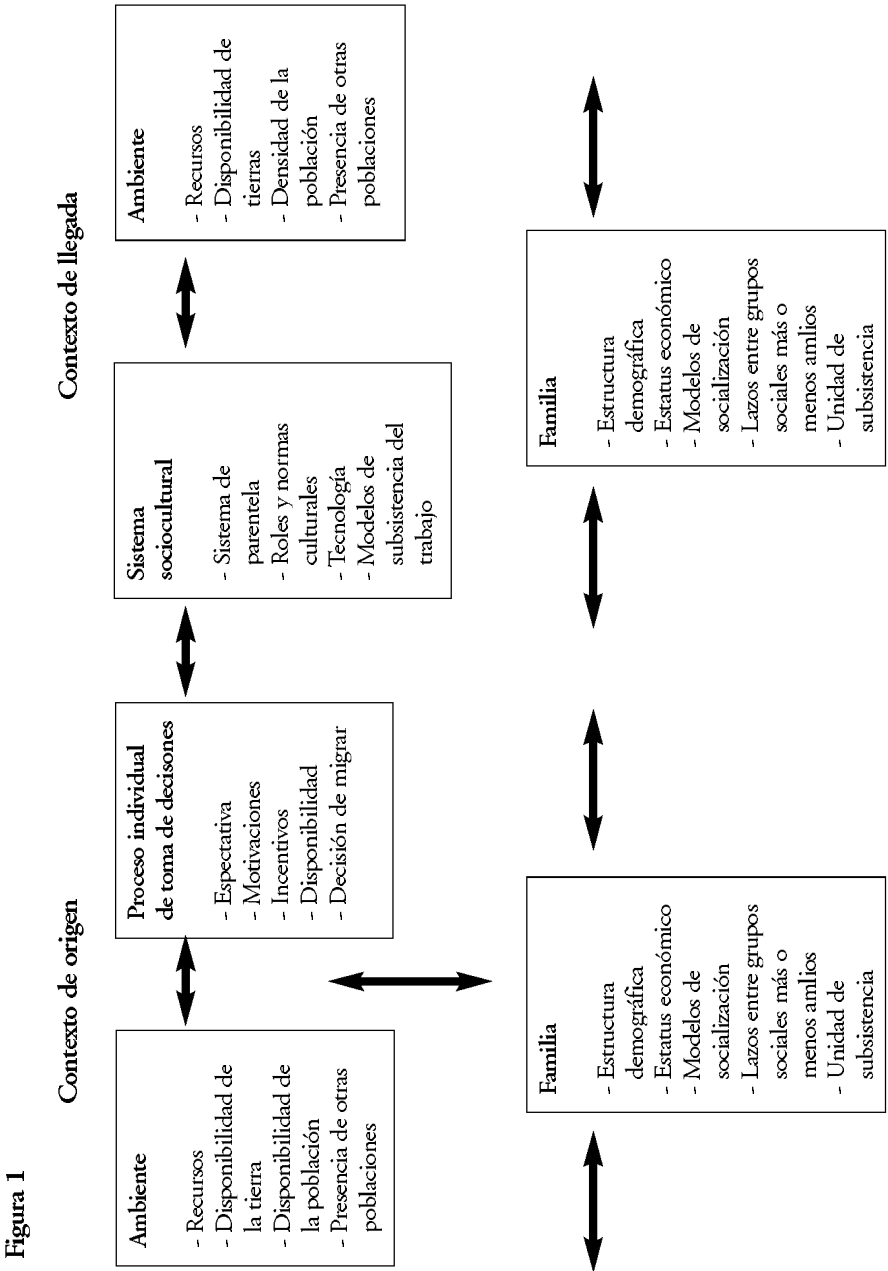 Figura 1
Contexto de origen
Contexto de llegada
Ambiente
- Recursos
- Disponibilidad de
la tierra
- Disponibilidad de
la población
- Presencia de otras
poblaciones
Proceso individual
de toma de decisones
- Espectativa
- Motivaciones
- Incentivos
- Disponibilidad
- Decisión de migrar
Sistema
sociocultural
- Sistema de
parentela
- Roles y normas
culturales
- Tecnología
- Modelos de
subsistencia del
trabajo
Ambiente
- Recursos
- Disponibilidad de
tierras
- Densidad de la
población
- Presencia de otras
poblaciones
Familia
- Estructura
demográfica
- Estatus económico
- Modelos de
socialización
- Lazos entre grupos
sociales más o
menos amlios
- Unidad de
subsistencia
Familia
- Estructura
demográfica
- Estatus económico
- Modelos de
socialización
- Lazos entre grupos
sociales más o
menos amlios
- Unidad de
subsistencia